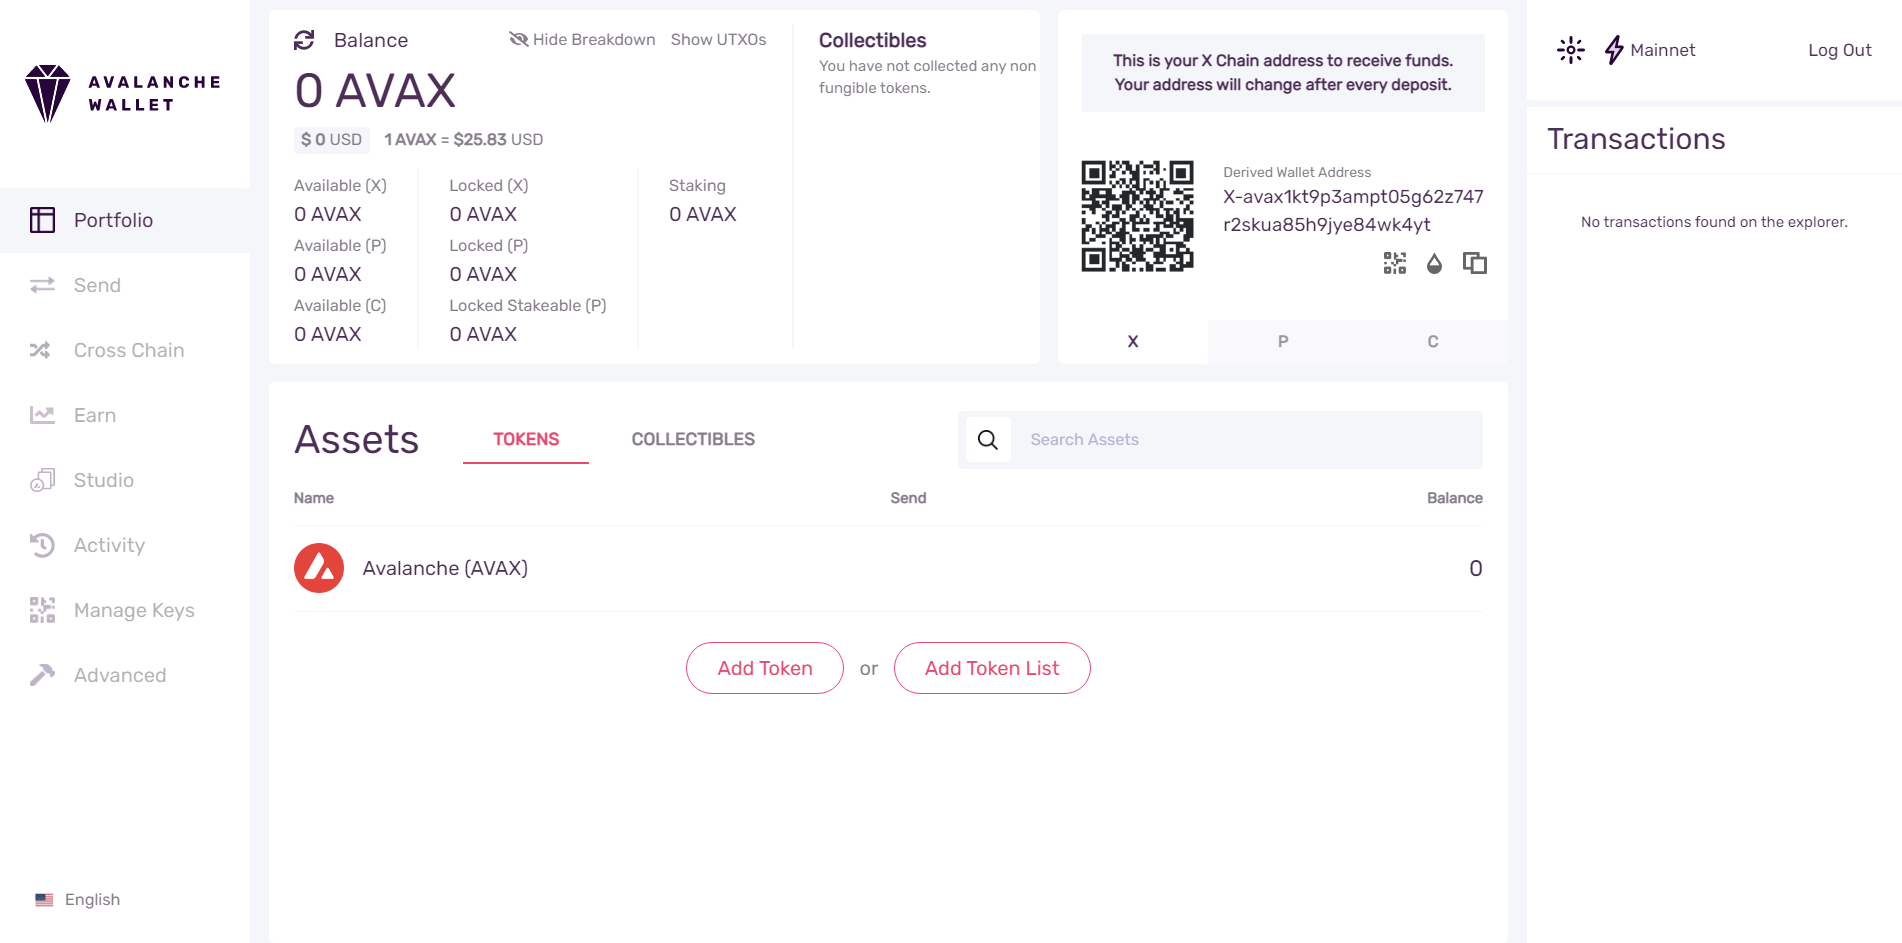 AVALANCHE
WALLET
Portfolio
Send
Cross Chain
Earn
Studio
Activity
Manage Keys
Advanced
English
Balance
Hide Breakdown
Show UTXOs
0 AVAX
$ 0 USD
1 AVAX = $25.83 USD
Available (X)
0 AVAX
Available (P)
0 AVAX
Available (C)
0 AVAX
Locked (X)
0 AVAX
Locked (P)
0 AVAX
Locked Stakeable (P)
0 AVAX
Staking
0 AVAX
Collectibles
You have not collected any non
fungible tokens.
This is your X Chain address to receive funds.
Your address will change after every deposit.
Derived Wallet Address
X-avax1kt9p3ampt05g62z747
r2skua85h9jye84wk4yt
X
P
C
Assets
TOKENS
COLLECTIBLES
Search Assets
Name
Send
Balance
Avalanche (AVAX)
0
Add Token
or
Add Token List
Mainnet
Log Out
Transactions
No transactions found on the explorer.